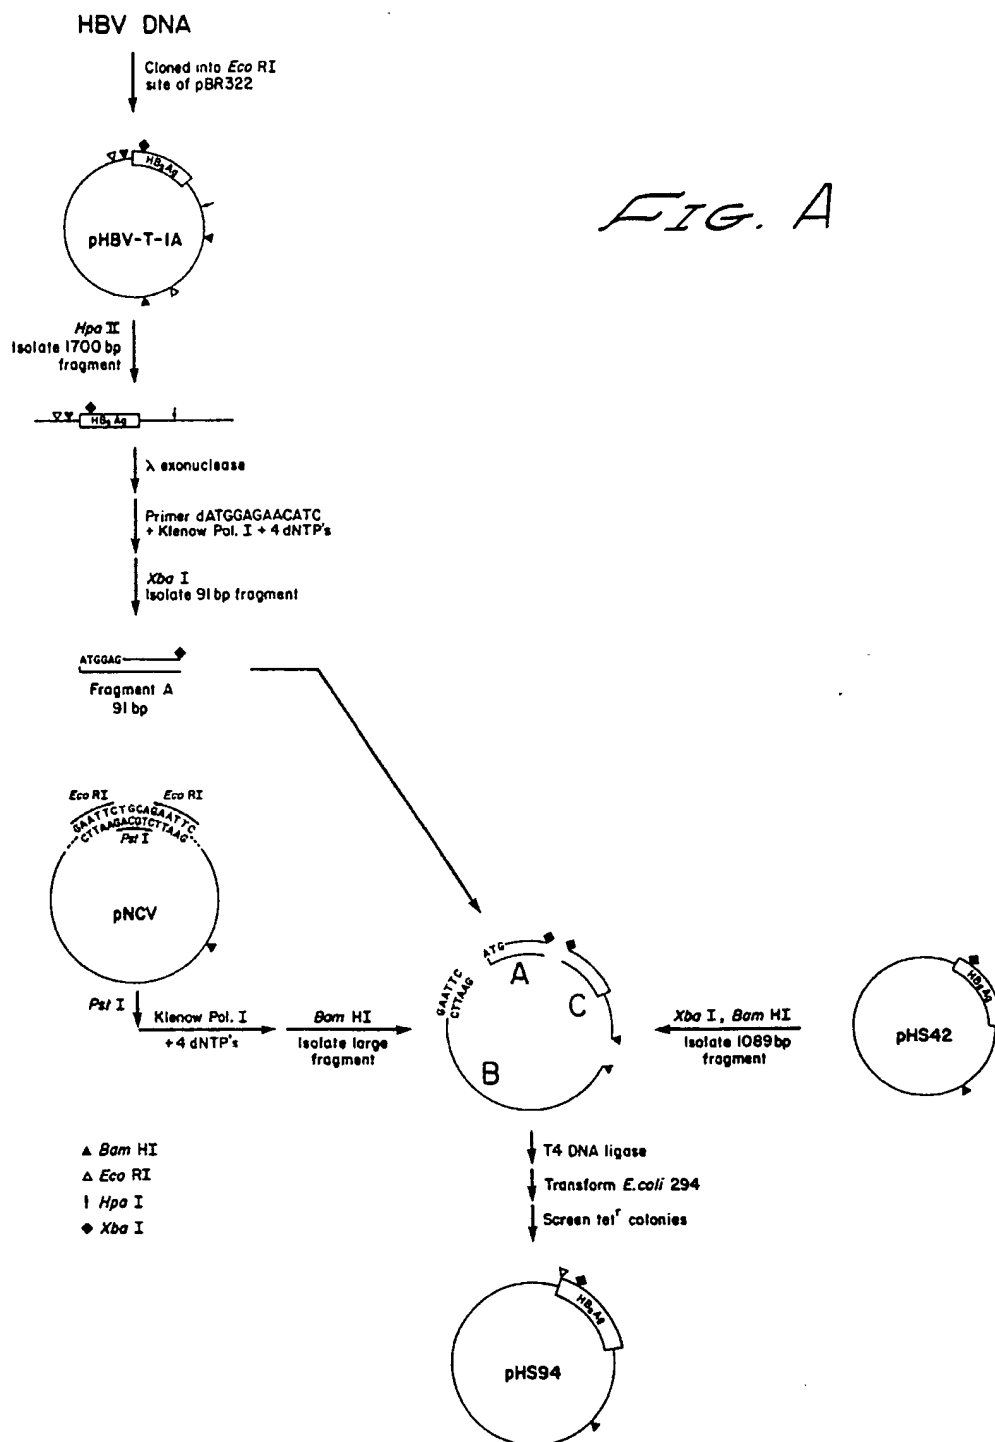 HBV DNA
Cloned into Eco RI
site of pBR322
HBsAg
pHBV-T-IA
FIG. A
Hpa II
Isolate 1700 bp
fragment
HBsAg
λ exonuclease
Primer dATGGAGAACATC
+ Klenow Pol. I + 4 dNTP's
Xba I
Isolate 91 bp fragment
ATGGAG
Fragment A
91 bp
Eco RI
Eco RI
GAATTCTGCAGAATTC
CTTAAGACGTCTTAAG
Pst I
pNCV
Pst I
Klenow Pol. I
+ 4 dNTP's
Bam HI
Isolate large
fragment
GAATTC
CTTAAG
ATG
A
C
B
Xba I, Bam HI
Isolate 1089 bp
fragment
HBsAg
pHS42
▲ Bam HI
△ Eco RI
Hpa I
◆ Xba I
T4 DNA ligase
Transform E. coli 294
Screen tetʳ colonies
HBsAg
pHS94